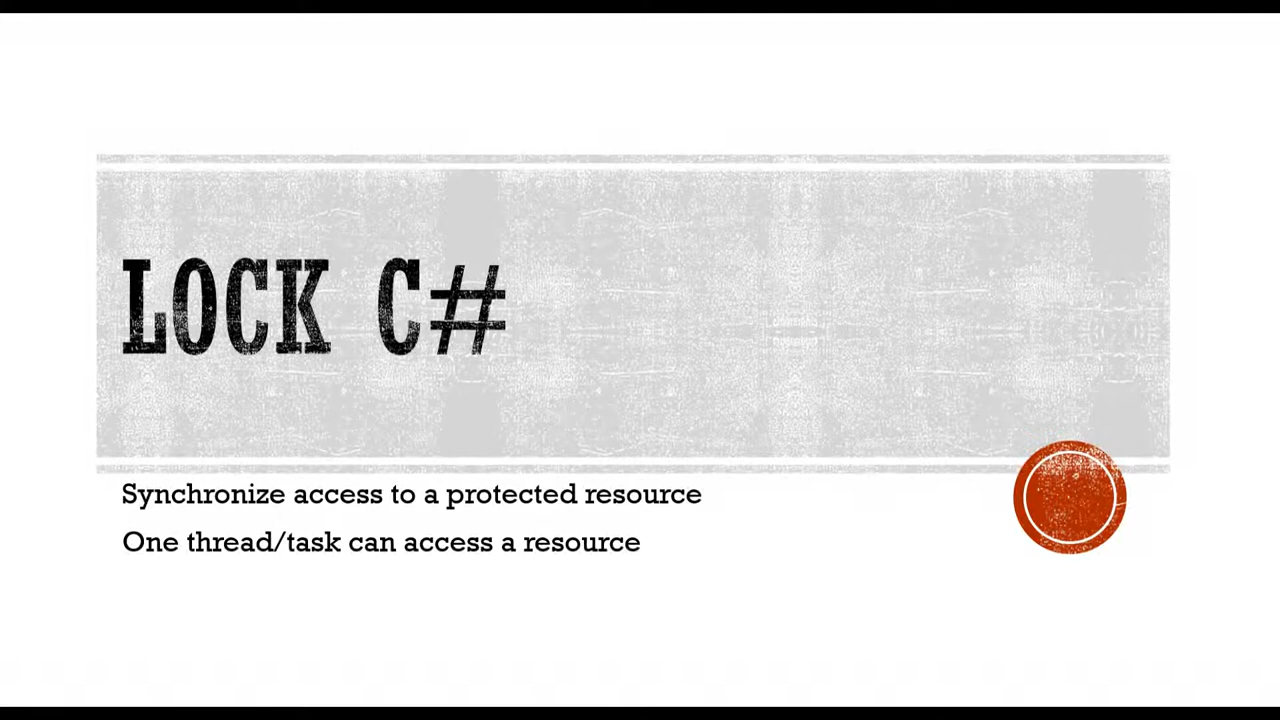 LOCK C#
Synchronize access to a protected resource
One thread/task can access a resource